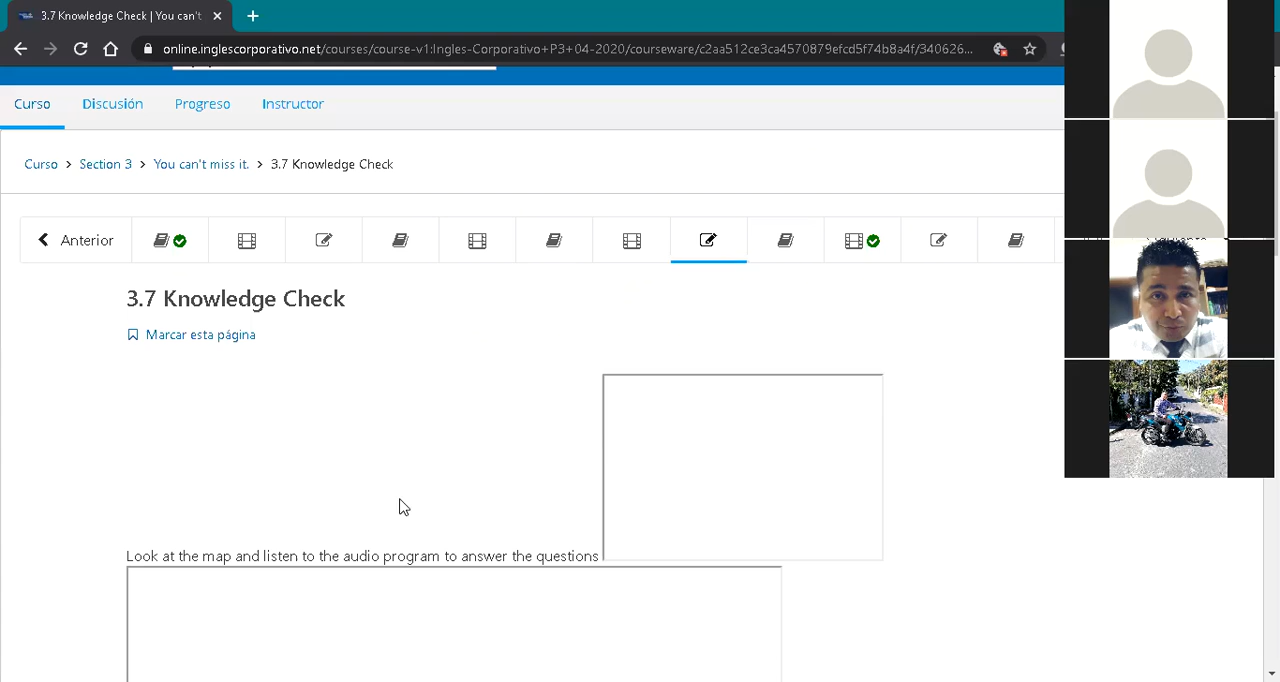 3.7 Knowledge Check | You can't
online.inglescorporativo.net/courses/course-v1:Ingles-Corporativo+P3+04-2020/courseware/c2aa512ce3ca4570879efcd5f74b8a4f/340626...
Curso Discusión Progreso Instructor
Curso > Section 3 > You can't miss it. > 3.7 Knowledge Check
Anterior
3.7 Knowledge Check
Marcar esta página
Look at the map and listen to the audio program to answer the questions